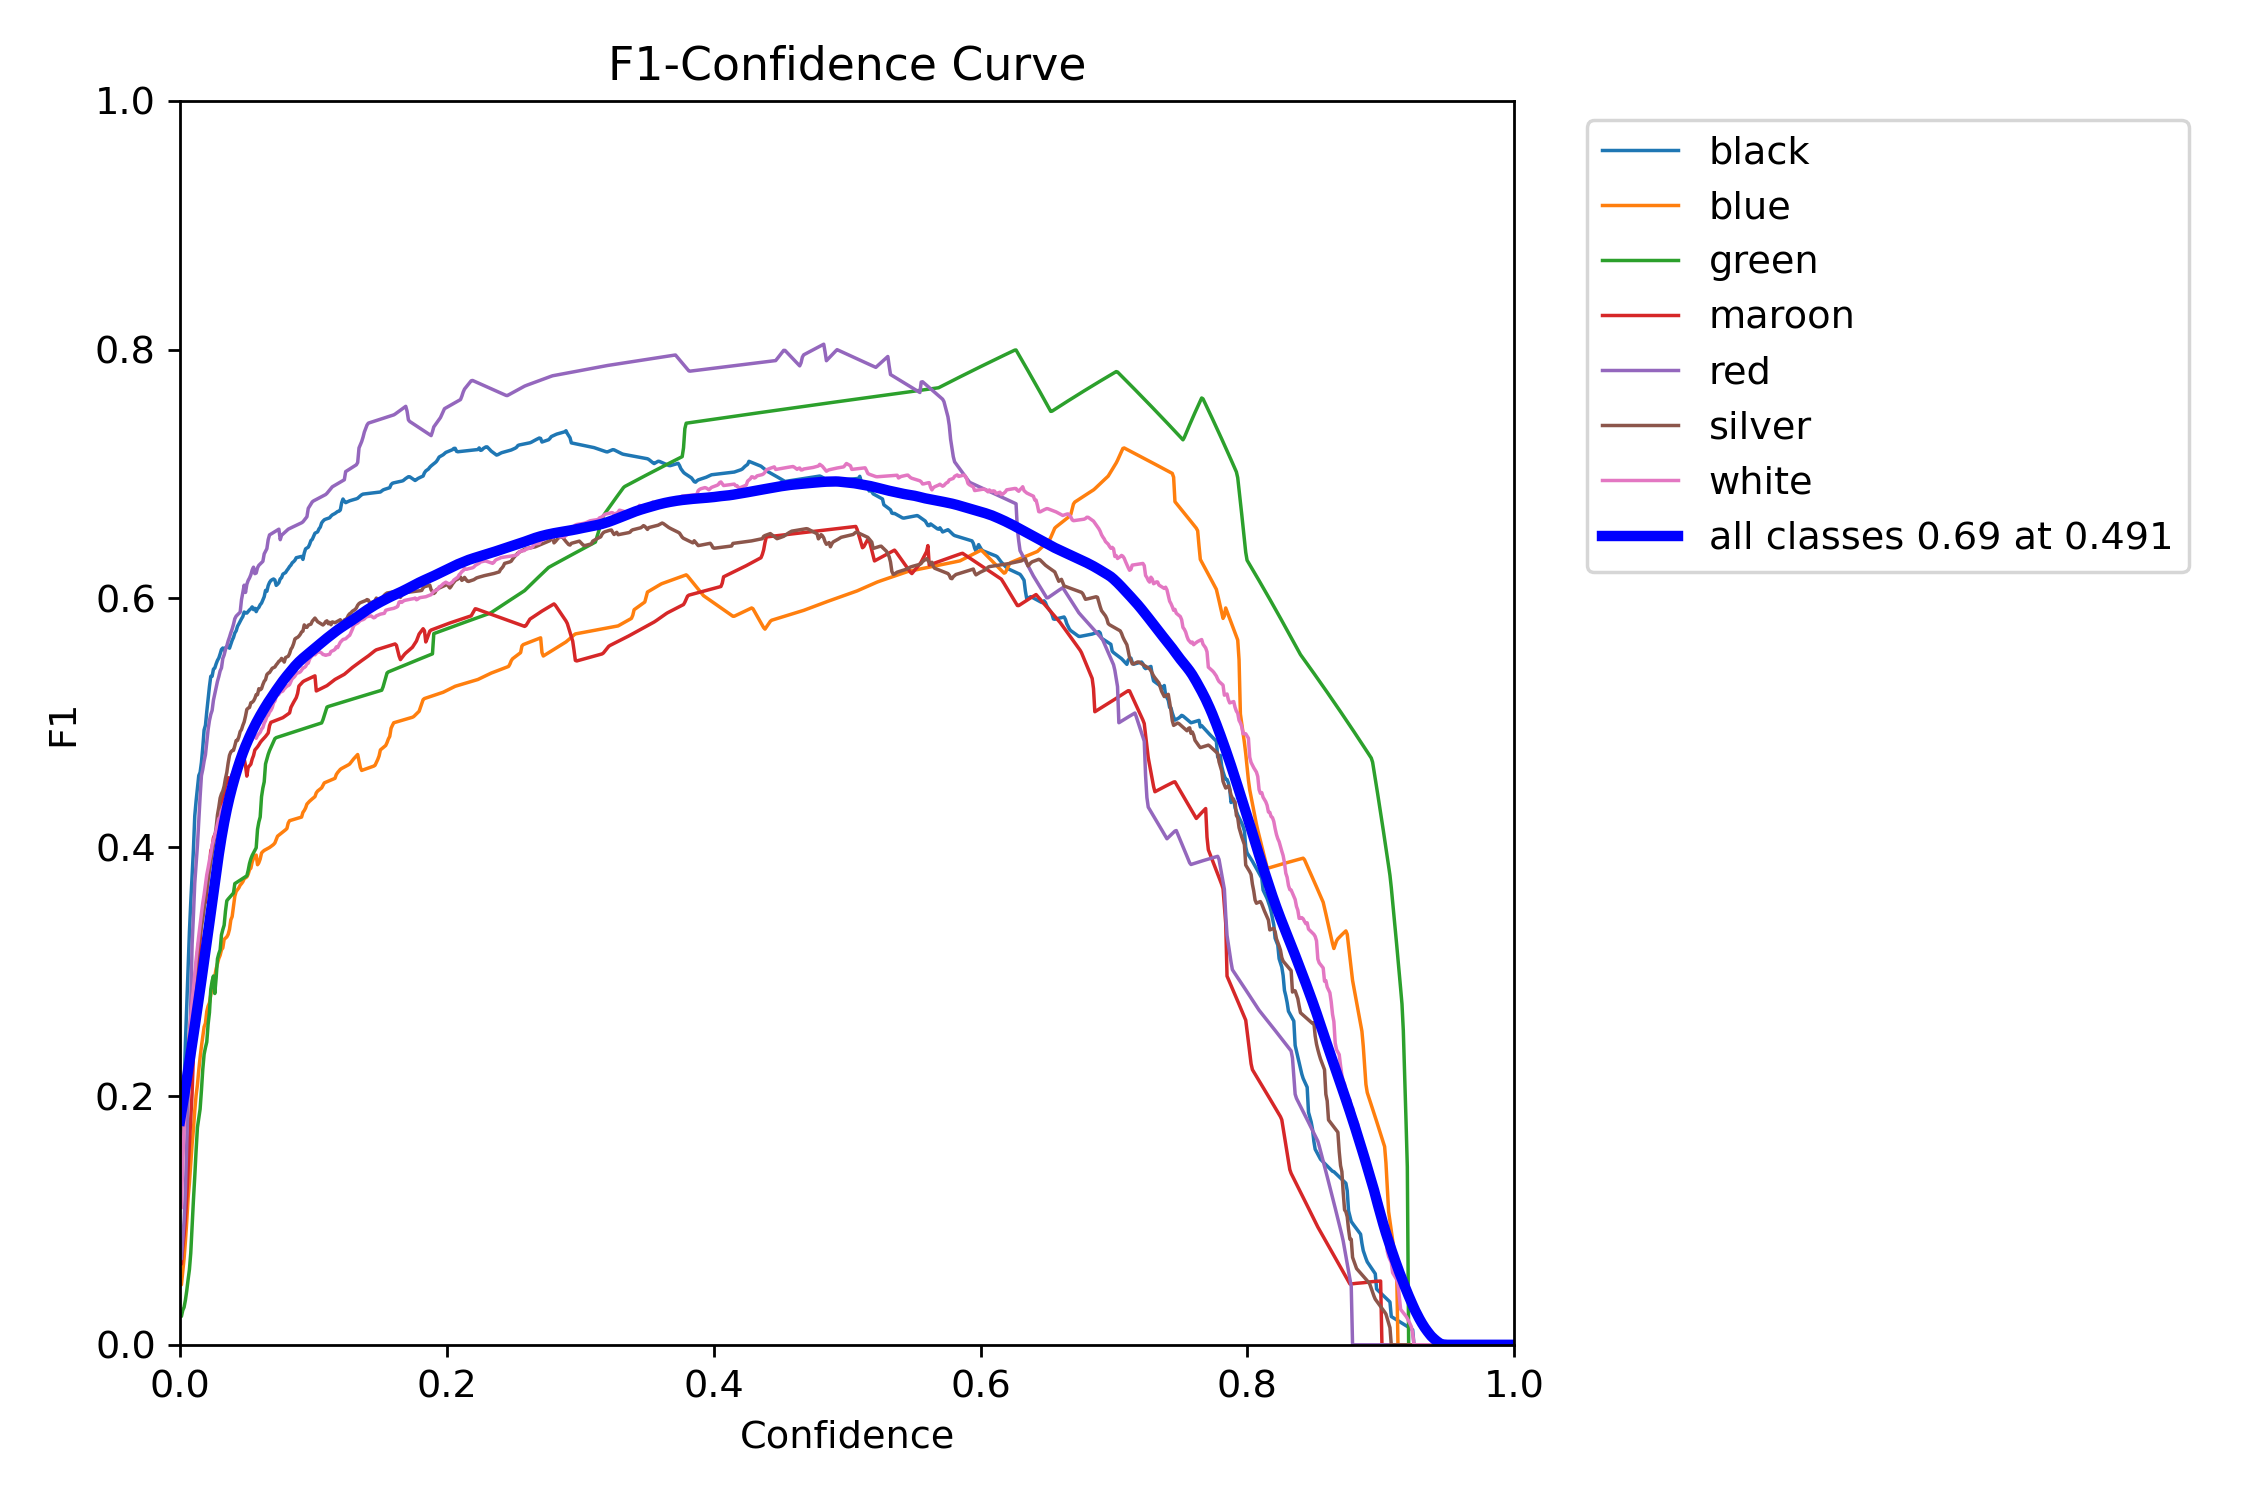 F1-Confidence Curve
1.0
0.8
0.6
0.4
0.2
0.0
F1
0.0 0.2 0.4 0.6 0.8 1.0
Confidence
black
blue
green
maroon
red
silver
white
all classes 0.69 at 0.491